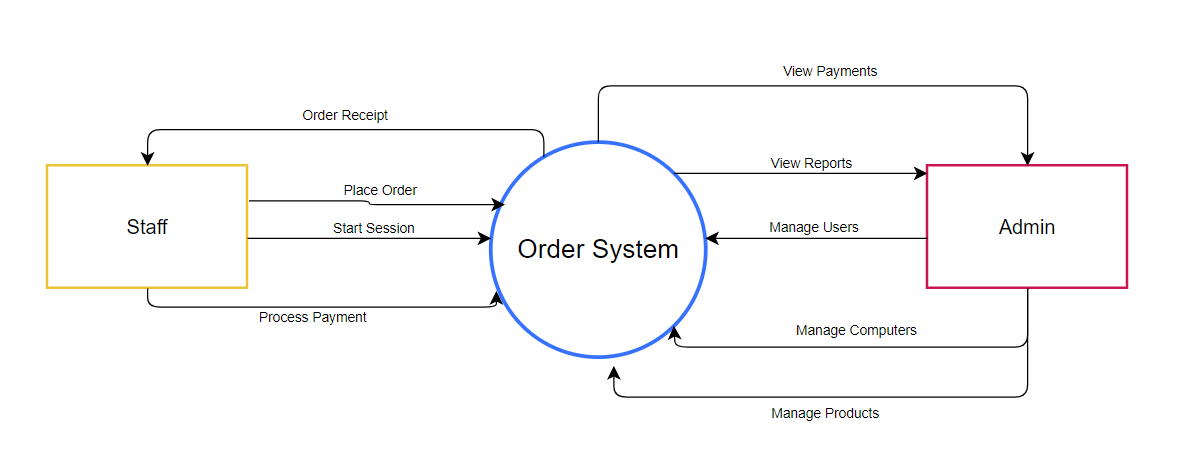 View Payments
Order Receipt
View Reports
Place Order
Staff
Start Session
Manage Users
Admin
Order System
Process Payment
Manage Computers
Manage Products